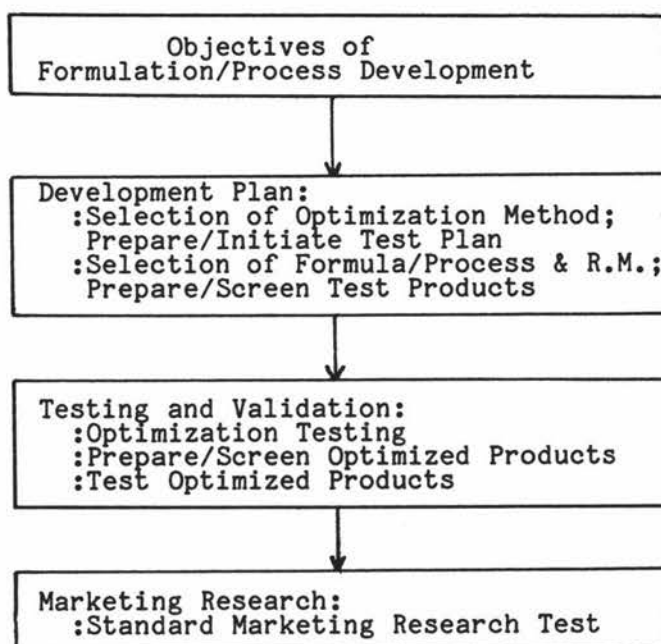 Objectives of
Formulation/Process Development
Development Plan:
:Selection of Optimization Method;
Prepare/Initiate Test Plan
:Selection of Formula/Process & R.M.;
Prepare/Screen Test Products
Testing and Validation:
:Optimization Testing
:Prepare/Screen Optimized Products
:Test Optimized Products
Marketing Research:
:Standard Marketing Research Test